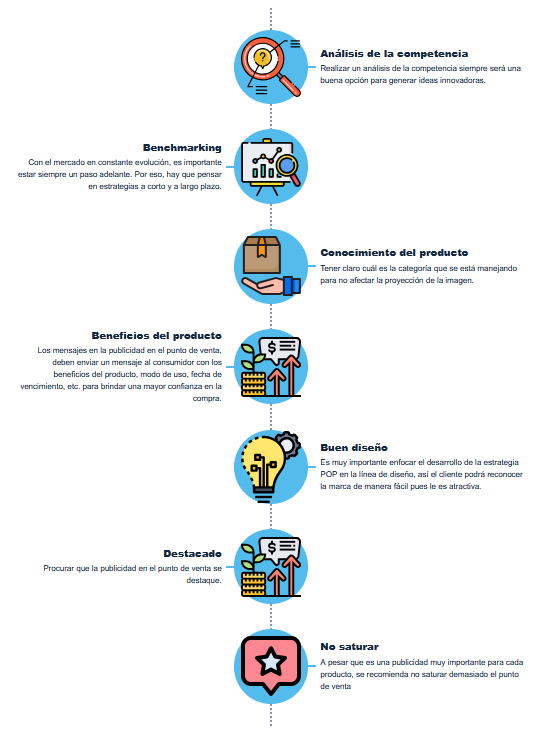 Análisis de la competencia
Realizar un análisis de la competencia siempre será una
buena opción para generar ideas innovadoras.
Benchmarking
Con el mercado en constante evolución, es importante
estar siempre un paso adelante. Por eso, hay que pensar
en estrategias a corto y a largo plazo.
Conocimiento del producto
Tener claro cuál es la categoría que se está manejando
para no afectar la proyección de la imagen.
Beneficios del producto
Los mensajes en la publicidad en el punto de venta,
deben enviar un mensaje al consumidor con los
beneficios del producto, modo de uso, fecha de
vencimiento, etc. para brindar una mayor confianza en la
compra.
Buen diseño
Es muy importante enfocar el desarrollo de la estrategia
POP en la línea de diseño, así el cliente podrá reconocer
la marca de manera fácil pues le es atractiva.
Destacado
Procurar que la publicidad en el punto de venta se
destaque.
No saturar
A pesar que es una publicidad muy importante para cada
producto, se recomienda no saturar demasiado el punto
de venta